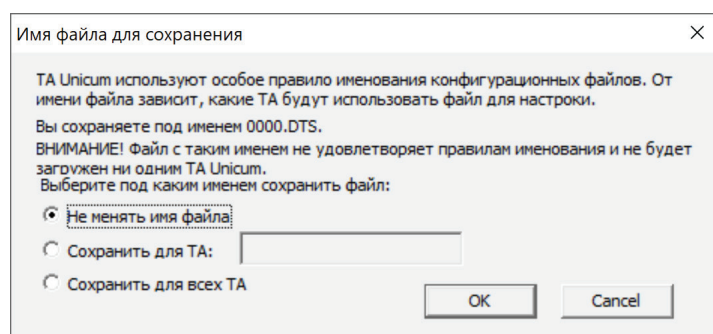 Имя файла для сохранения
TA Unicum используют особое правило именования конфигурационных файлов. От
имени файла зависит, какие ТА будут использовать файл для настройки.
Вы сохраняете под именем 0000.DTS.
ВНИМАНИЕ! Файл с таким именем не удовлетворяет правилам именования и не будет
загружен ни одним TA Unicum.
Выберите под каким именем сохранить файл:
Не менять имя файла
Сохранить для ТА:
Сохранить для всех ТА
OK
Cancel